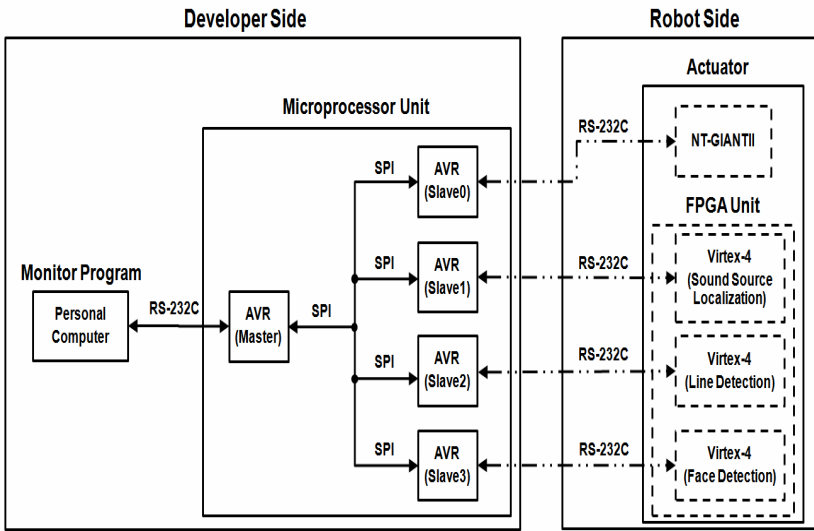 Developer Side
Robot Side
Actuator
Microprocessor Unit
RS-232C
NT-GIANTII
SPI
AVR
(Slave0)
FPGA Unit
SPI
AVR
(Slave1)
RS-232C
Virtex-4
(Sound Source
Localization)
Monitor Program
Personal
Computer
RS-232C
AVR
(Master)
SPI
SPI
AVR
(Slave2)
RS-232C
Virtex-4
(Line Detection)
SPI
AVR
(Slave3)
RS-232C
Virtex-4
(Face Detection)